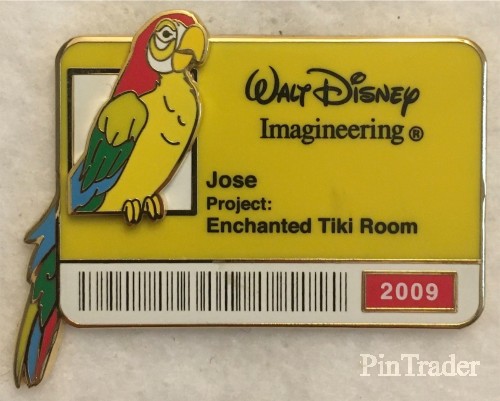 Walt Disney
Imagineering ®
Jose
Project:
Enchanted Tiki Room
2009
PinTrader